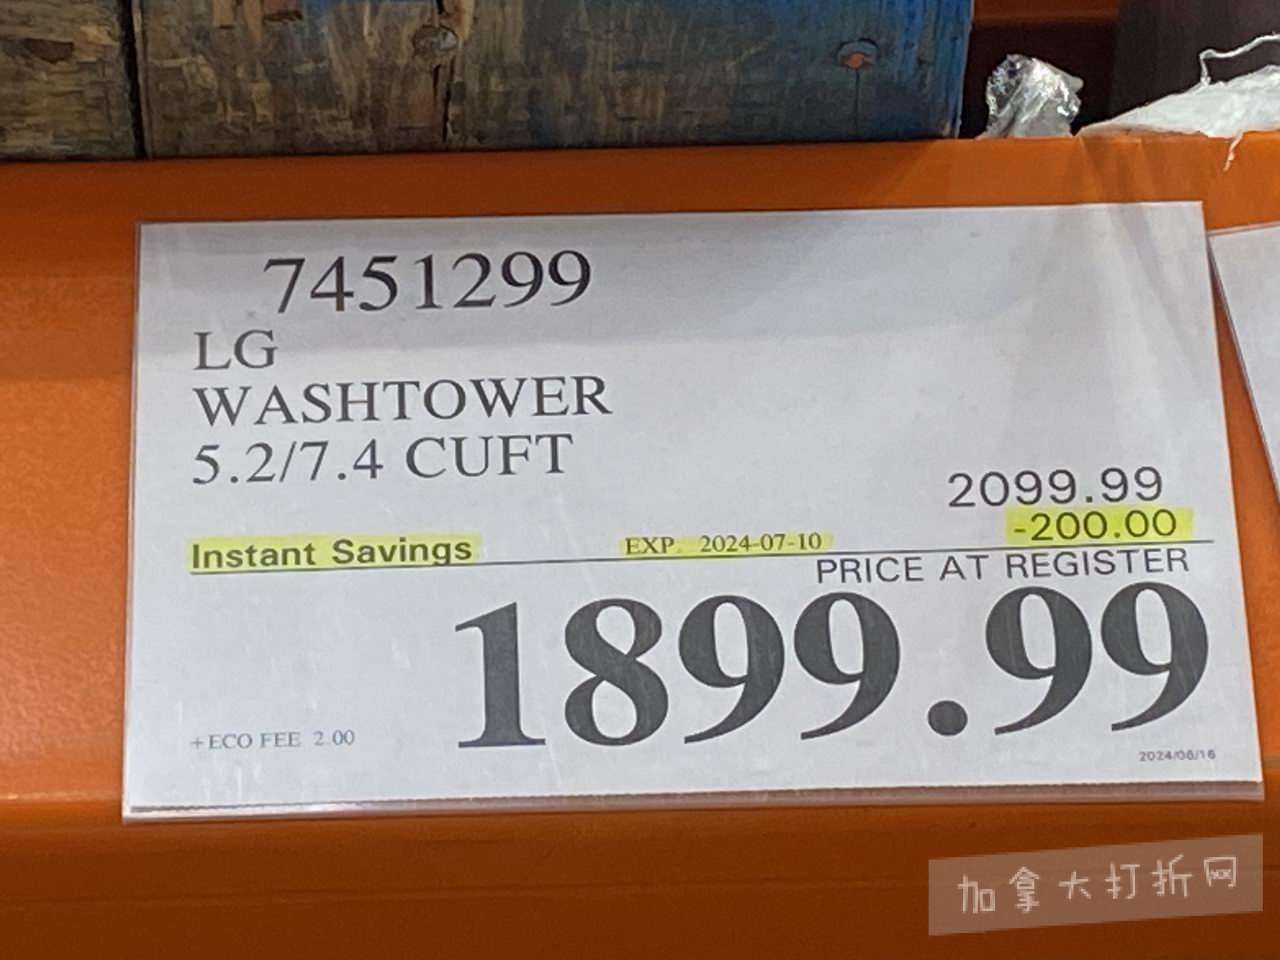 7451299
LG
WASHTOWER
5.2/7.4 CUFT
2099.99
Instant Savings EXP. 2024-07-10 -200.00
PRICE AT REGISTER
1899.99
+ECO FEE 2.00
2024/06/16
加拿大打折网